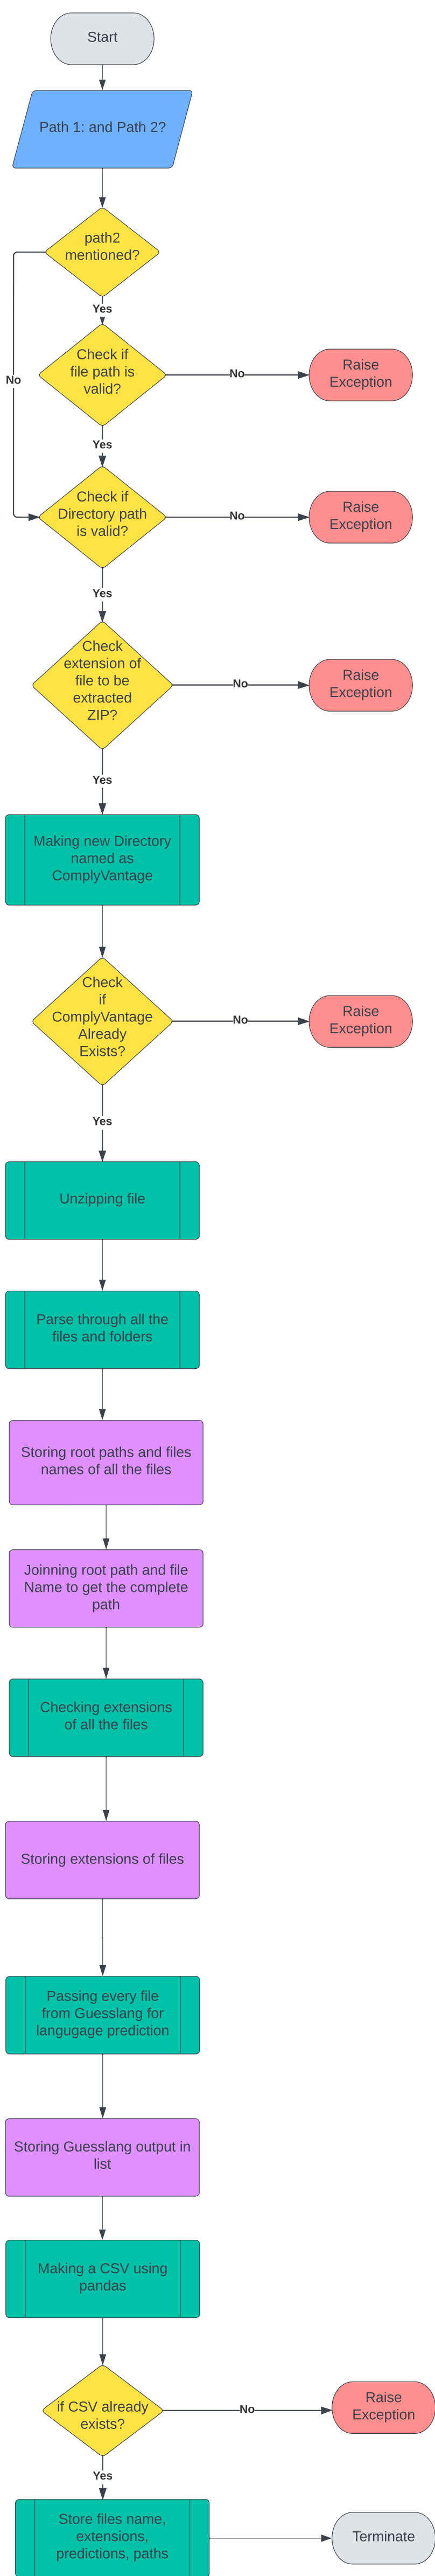 Start
Path 1: and Path 2?
path2
mentioned?
Yes
No
Check if
file path is
valid?
No
Raise
Exception
Yes
Check if
Directory path
is valid?
No
Raise
Exception
Yes
Check
extension of
file to be
extracted
ZIP?
No
Raise
Exception
Yes
Making new Directory
named as
ComplyVantage
Check
if
ComplyVantage
Already
Exists?
No
Raise
Exception
Yes
Unzipping file
Parse through all the
files and folders
Storing root paths and files
names of all the files
Joinning root path and file
Name to get the complete
path
Checking extensions
of all the files
Storing extensions of files
Passing every file
from Guesslang for
langugage prediction
Storing Guesslang output in
list
Making a CSV using
pandas
if CSV already
exists?
No
Raise
Exception
Yes
Store files name,
extensions,
predictions, paths
Terminate